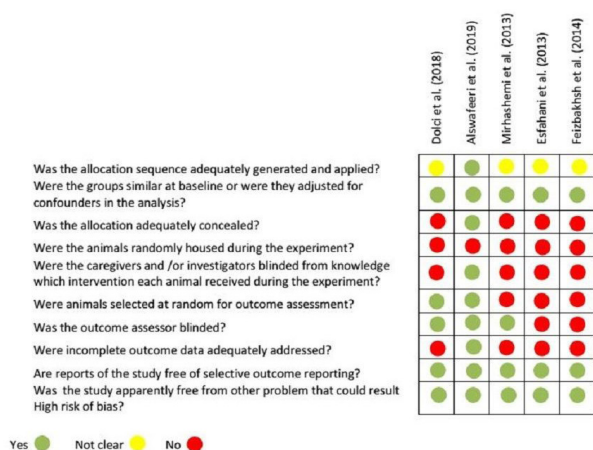 Dolci et al. (2018)
Alswafeeri et al. (2019)
Mirhashemi et al. (2013)
Esfahani et al. (2013)
Feizbakhsh et al. (2014)
Was the allocation sequence adequately generated and applied?
Were the groups similar at baseline or were they adjusted for
confounders in the analysis?
Was the allocation adequately concealed?
Were the animals randomly housed during the experiment?
Were the caregivers and /or investigators blinded from knowledge
which intervention each animal received during the experiment?
Were animals selected at random for outcome assessment?
Was the outcome assessor blinded?
Were incomplete outcome data adequately addressed?
Are reports of the study free of selective outcome reporting?
Was the study apparently free from other problem that could result
High risk of bias?
Yes Not clear No